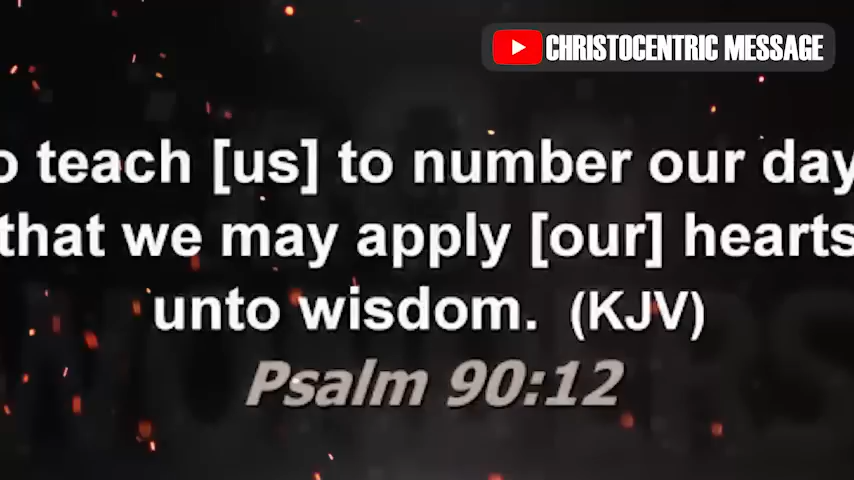 CHRISTOCENTRIC MESSAGE
o teach [us] to number our day
that we may apply [our] hearts
unto wisdom. (KJV)
Psalm 90:12